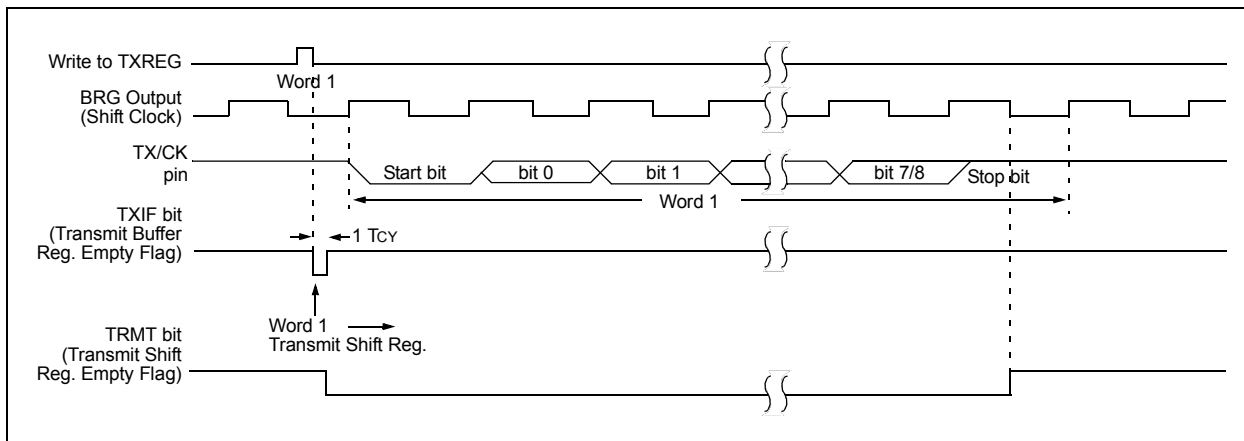 Write to TXREG
Word 1
BRG Output
(Shift Clock)
TX/CK
pin
Start bit
bit 0
bit 1
bit 7/8
Stop bit
Word 1
TXIF bit
(Transmit Buffer
Reg. Empty Flag)
1 TCY
Word 1
Transmit Shift Reg.
TRMT bit
(Transmit Shift
Reg. Empty Flag)